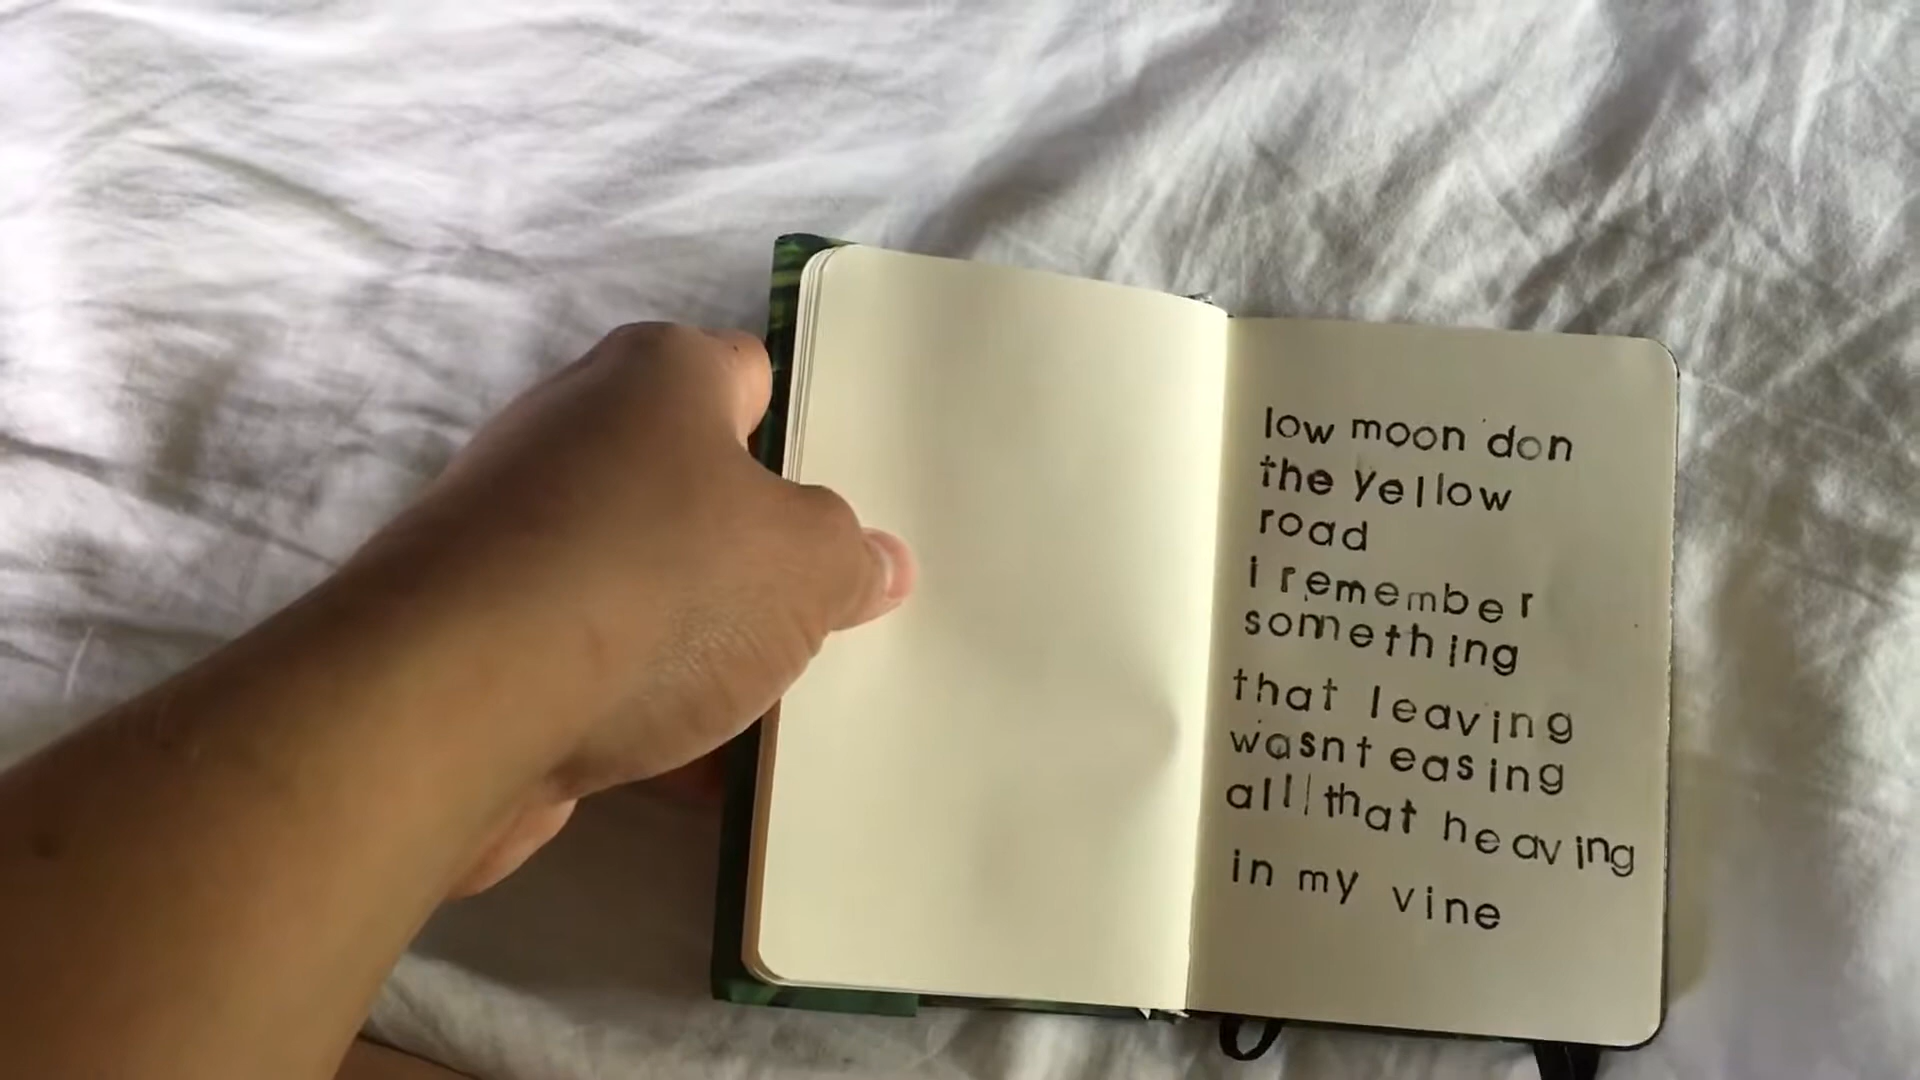 low moon don
the yellow
road
i remember
something
that leaving
wasnt easing
all that heaving
in my vine